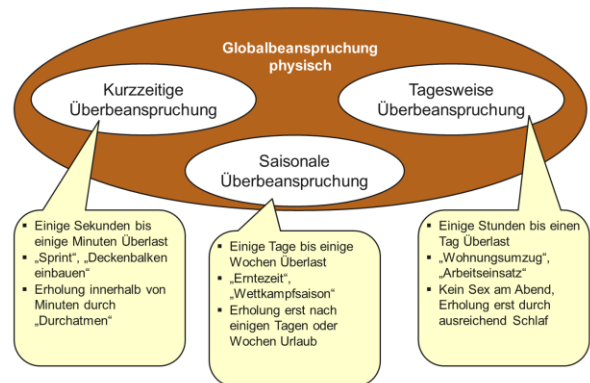 Globalbeanspruchung
physisch
Kurzzeitige
Überbeanspruchung
Tagesweise
Überbeanspruchung
Saisonale
Überbeanspruchung
▪ Einige Sekunden bis
einige Minuten Überlast
▪ „Sprint“, „Deckenbalken
einbauen“
▪ Erholung innerhalb von
Minuten durch
„Durchatmen“
▪ Einige Tage bis einige
Wochen Überlast
▪ „Erntezeit“,
„Wettkampfsaison“
▪ Erholung erst nach
einigen Tagen oder
Wochen Urlaub
▪ Einige Stunden bis einen
Tag Überlast
▪ „Wohnungsumzug“,
„Arbeitseinsatz“
▪ Kein Sex am Abend,
Erholung erst durch
ausreichend Schlaf